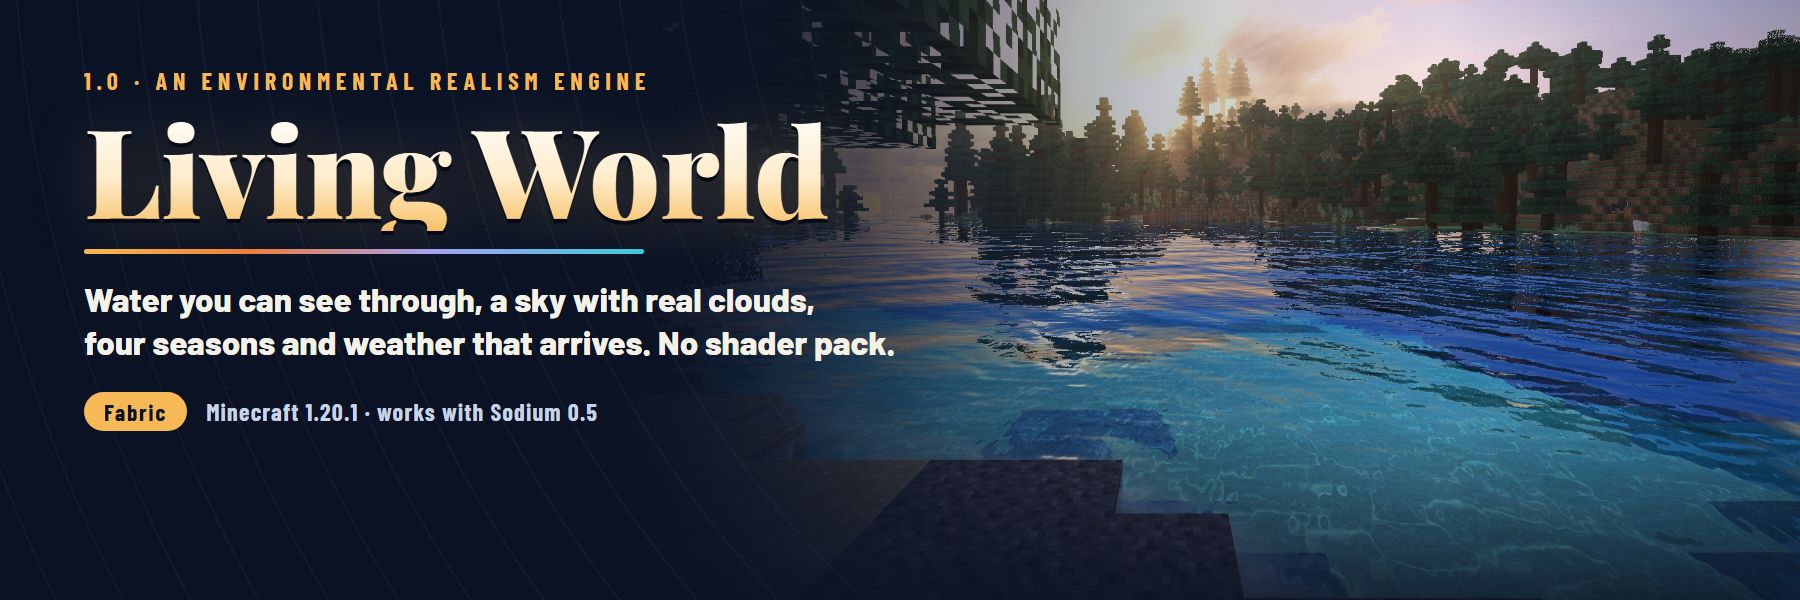 1.0 · AN ENVIRONMENTAL REALISM ENGINE
Living World
Water you can see through, a sky with real clouds,
four seasons and weather that arrives. No shader pack.
Fabric Minecraft 1.20.1 · works with Sodium 0.5